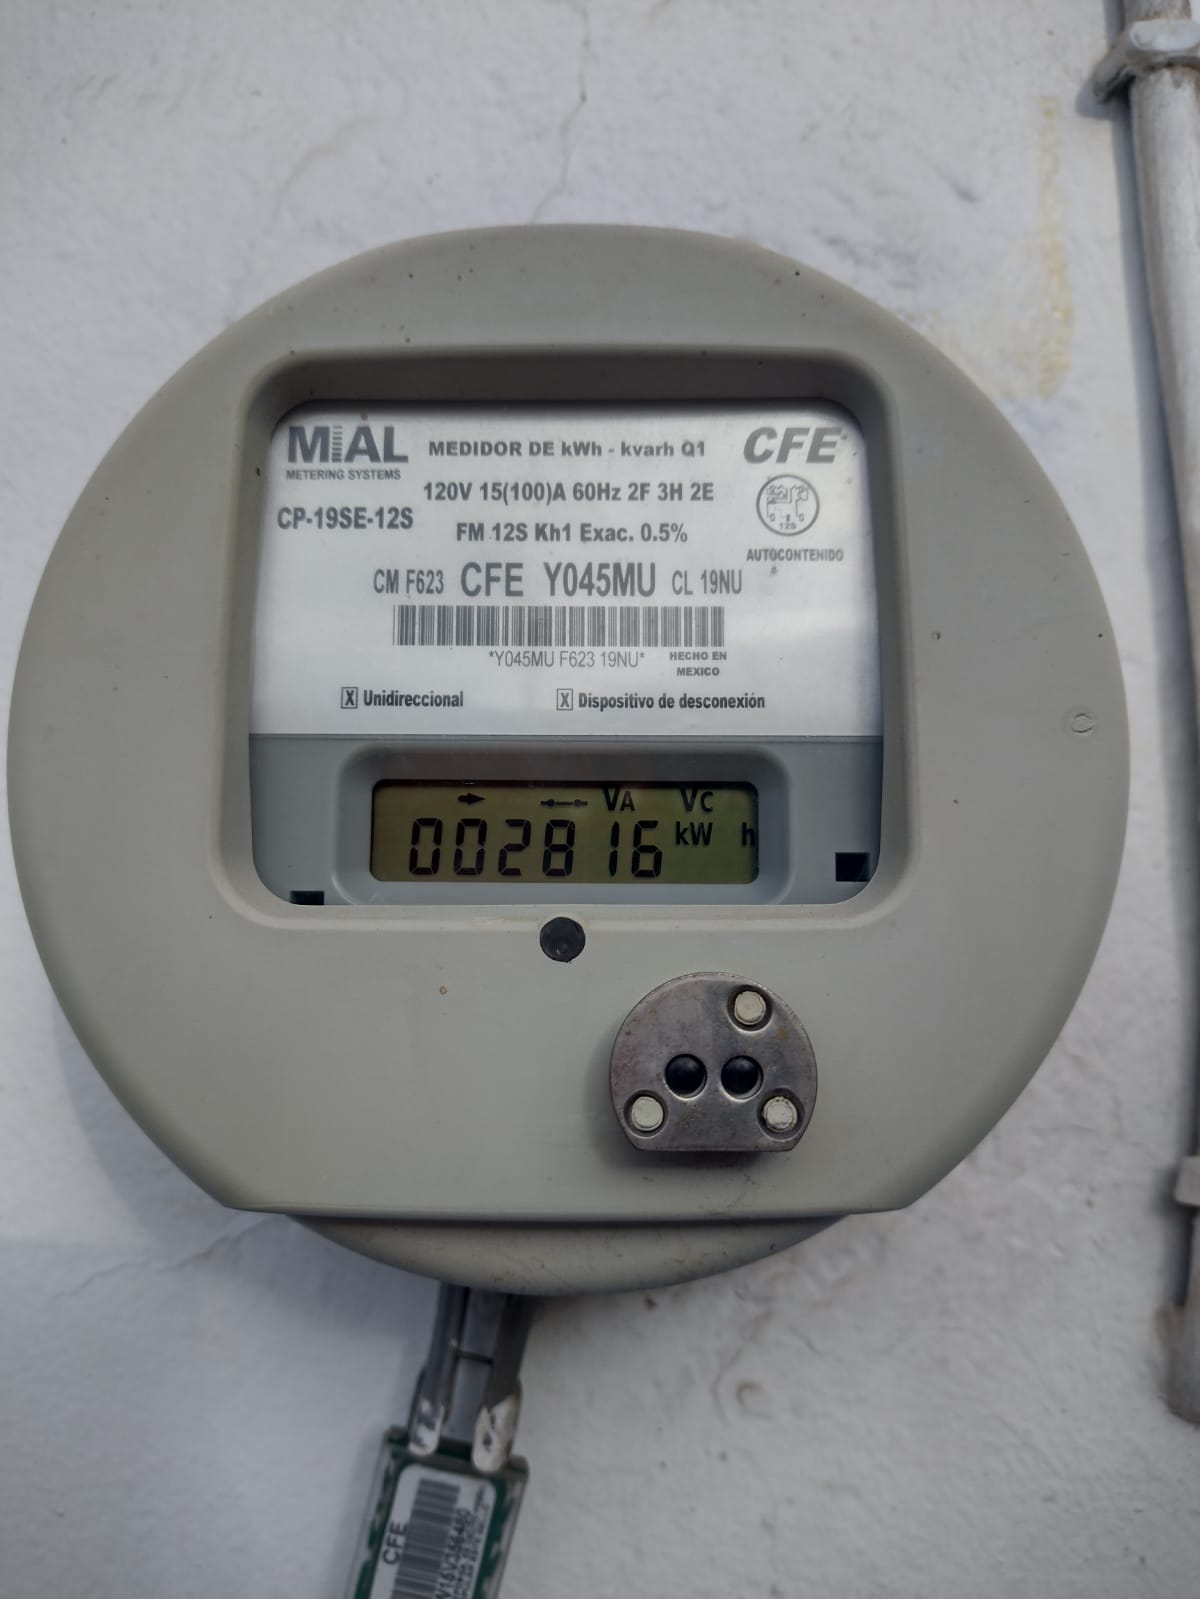 MIAL
METERING SYSTEMS
MEDIDOR DE kWh - kvarh Q1
CFE
120V 15(100)A 60Hz 2F 3H 2E
CP-19SE-12S
FM 12S Kh1 Exac. 0.5%
12S
AUTOCONTENIDO
CM F623 CFE Y045MU CL 19NU
*Y045MU F623 19NU*
HECHO EN
MEXICO
X Unidireccional
X Dispositivo de desconexión
VA VC
002816 kW h
CFE